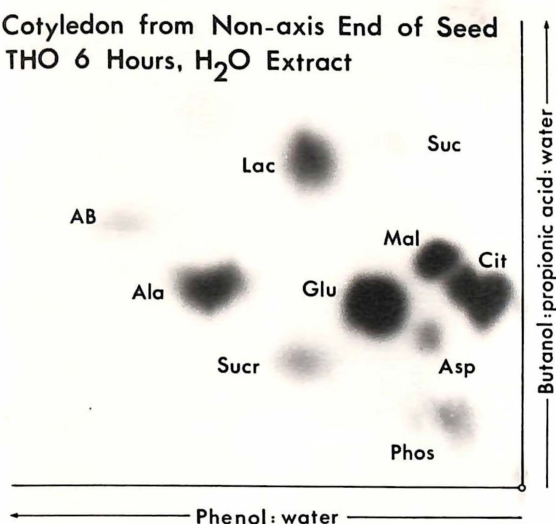 Cotyledon from Non-axis End of Seed
THO 6 Hours, H₂O Extract
Suc
Lac
AB
Mal
Cit
Ala
Glu
Sucr
Asp
Phos
Butanol:propionic acid:water
Phenol:water